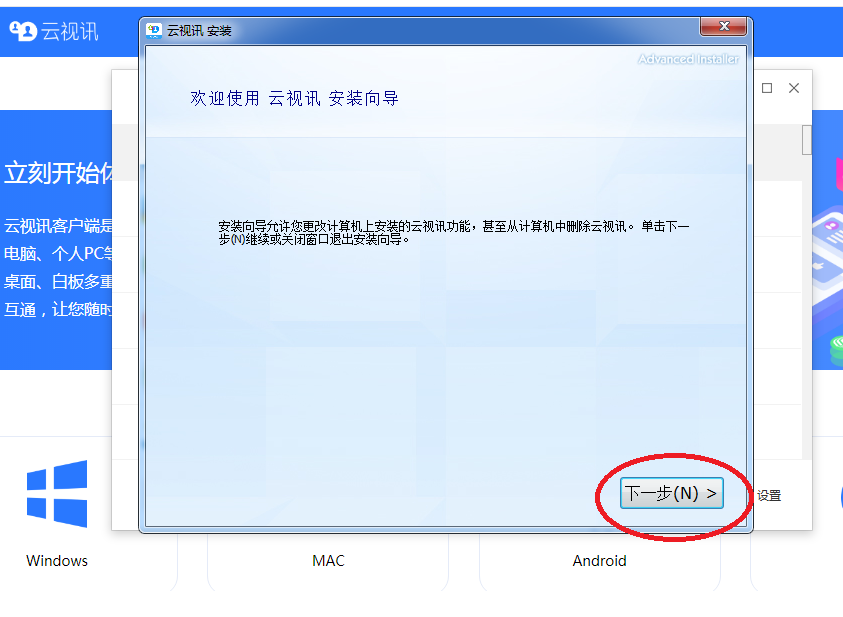 云视讯
云视讯 安装
Advanced Installer
欢迎使用 云视讯 安装向导
立刻开始体
云视讯客户端是
电脑、个人PC等
桌面、白板多重
互通，让您随时
安装向导允许您更改计算机上安装的云视讯功能，甚至从计算机中删除云视讯。 单击下一
步(N)继续或关闭窗口退出安装向导。
下一步(N) >
设置
Windows
MAC
Android